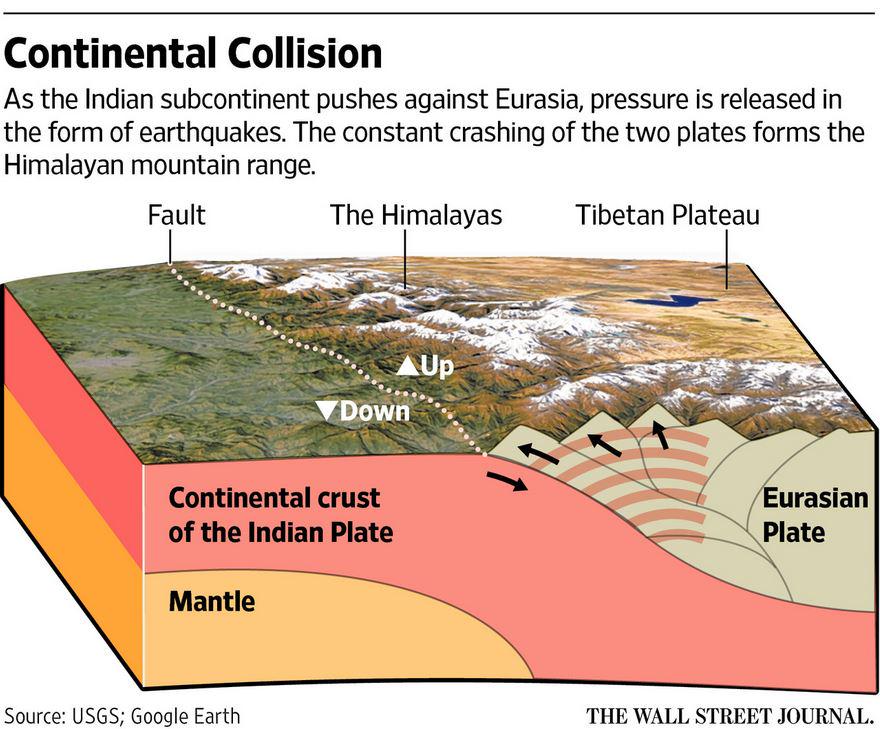 Continental Collision
As the Indian subcontinent pushes against Eurasia, pressure is released in
the form of earthquakes. The constant crashing of the two plates forms the
Himalayan mountain range.
Fault
The Himalayas
Tibetan Plateau
▲Up
▼Down
Continental crust
of the Indian Plate
Eurasian
Plate
Mantle
Source: USGS; Google Earth
THE WALL STREET JOURNAL.